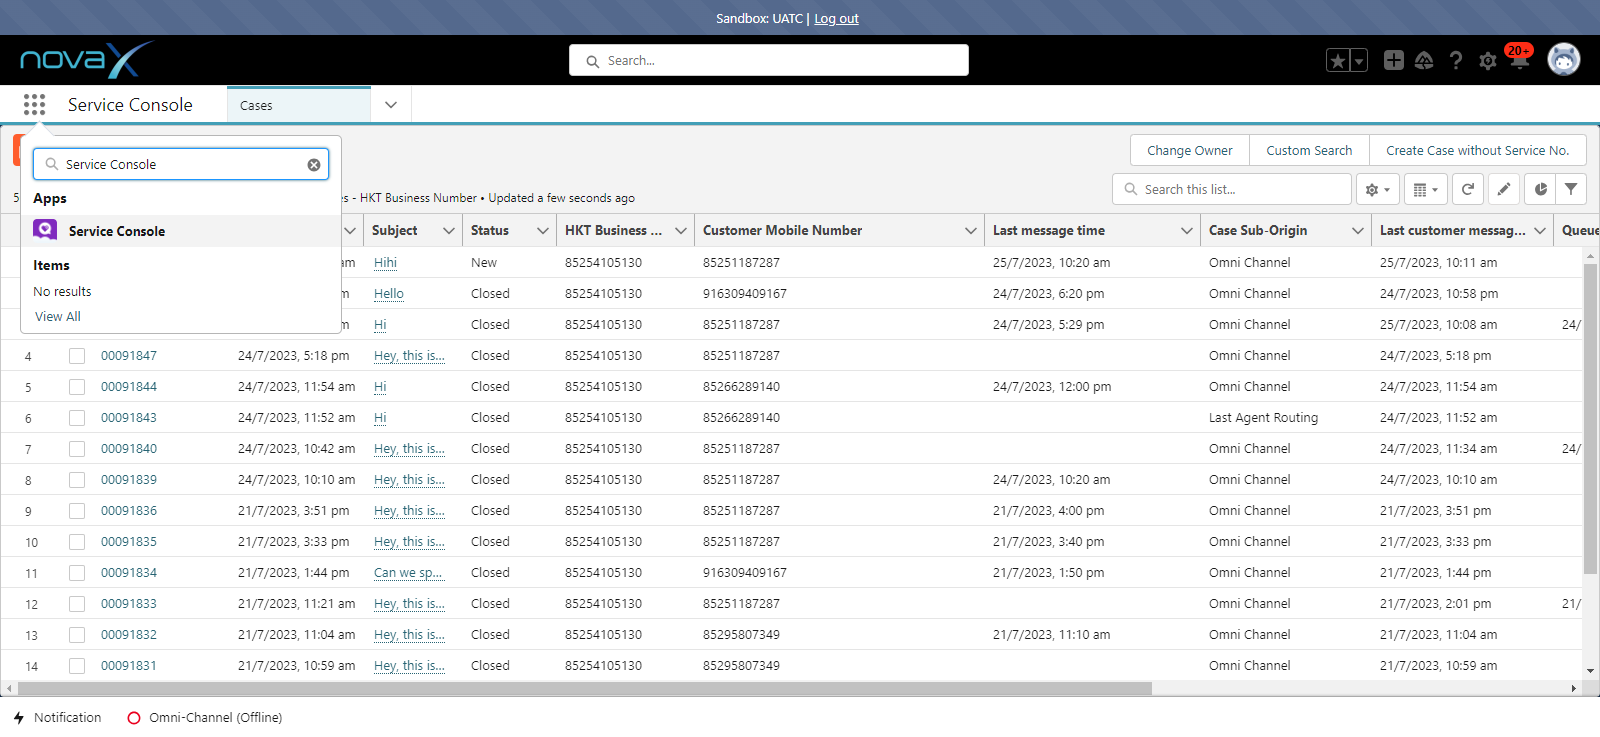 Sandbox: UATC | Log out
novaX
Search...
20+
Service Console
Cases
Service Console
Change Owner
Custom Search
Create Case without Service No.
Apps
Service Console
Items
No results
View All
5
s - HKT Business Number • Updated a few seconds ago
Search this list...
Subject Status HKT Business ... Customer Mobile Number Last message time Case Sub-Origin Last customer messag... Queue
am Hihi New 85254105130 85251187287 25/7/2023, 10:20 am Omni Channel 25/7/2023, 10:11 am
Hello Closed 85254105130 916309409167 24/7/2023, 6:20 pm Omni Channel 24/7/2023, 10:58 pm
Hi Closed 85254105130 85251187287 24/7/2023, 5:29 pm Omni Channel 25/7/2023, 10:08 am 24/
4 00091847 24/7/2023, 5:18 pm Hey, this is... Closed 85254105130 85251187287 Omni Channel 24/7/2023, 5:18 pm
5 00091844 24/7/2023, 11:54 am Hi Closed 85254105130 85266289140 24/7/2023, 12:00 pm Omni Channel 24/7/2023, 11:54 am
6 00091843 24/7/2023, 11:52 am Hi Closed 85254105130 85266289140 Last Agent Routing 24/7/2023, 11:52 am
7 00091840 24/7/2023, 10:42 am Hey, this is... Closed 85254105130 85251187287 Omni Channel 24/7/2023, 11:34 am 24/
8 00091839 24/7/2023, 10:10 am Hey, this is... Closed 85254105130 85251187287 24/7/2023, 10:20 am Omni Channel 24/7/2023, 10:10 am
9 00091836 21/7/2023, 3:51 pm Hey, this is... Closed 85254105130 85251187287 21/7/2023, 4:00 pm Omni Channel 21/7/2023, 3:51 pm
10 00091835 21/7/2023, 3:33 pm Hey, this is... Closed 85254105130 85251187287 21/7/2023, 3:40 pm Omni Channel 21/7/2023, 3:33 pm
11 00091834 21/7/2023, 1:44 pm Can we sp... Closed 85254105130 916309409167 21/7/2023, 1:50 pm Omni Channel 21/7/2023, 1:44 pm
12 00091833 21/7/2023, 11:21 am Hey, this is... Closed 85254105130 85251187287 Omni Channel 21/7/2023, 2:01 pm 21/
13 00091832 21/7/2023, 11:04 am Hey, this is... Closed 85254105130 85295807349 21/7/2023, 11:10 am Omni Channel 21/7/2023, 11:04 am
14 00091831 21/7/2023, 10:59 am Hey, this is... Closed 85254105130 85295807349 Omni Channel 21/7/2023, 10:59 am
Notification
Omni-Channel (Offline)